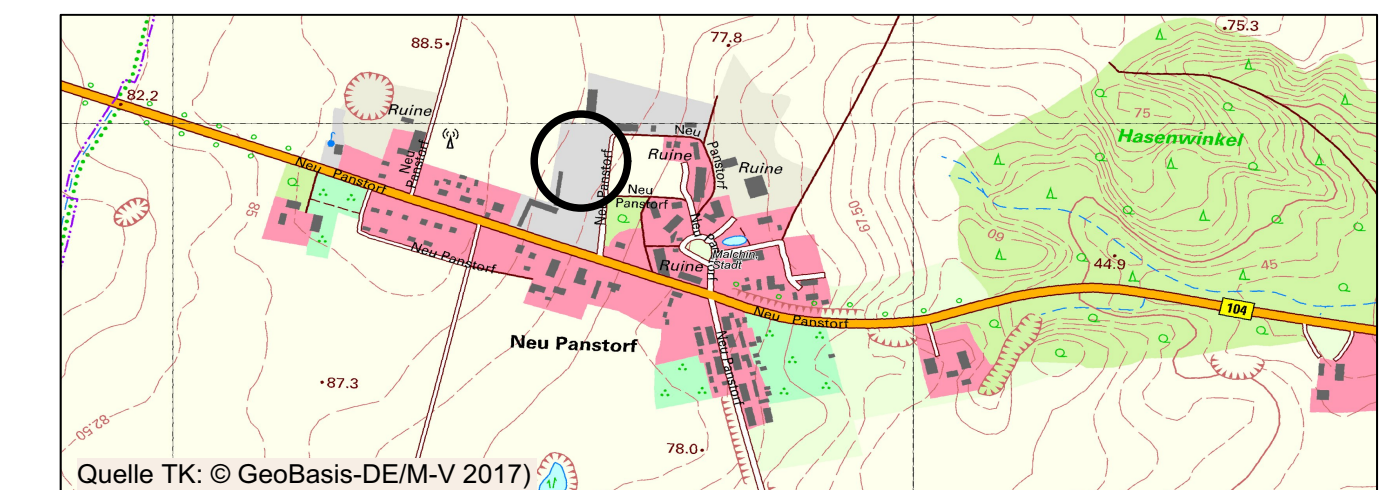 88.5
77.8
75.3
82.2
Ruine
75
Hasenwinkel
Neu
Panstorf
Neu
Panstorf
Ruine
Ruine
Neu Panstorf
Neu Panstorf
Neu
Panstorf
85
67.50
60
Neu Panstorf
Neu Panstorf
Malchin,
Stadt
Ruine
44.9
45
104
Neu Panstorf
Neu Panstorf
Neu Panstorf
87.3
82.50
78.0
Quelle TK: © GeoBasis-DE/M-V 2017)